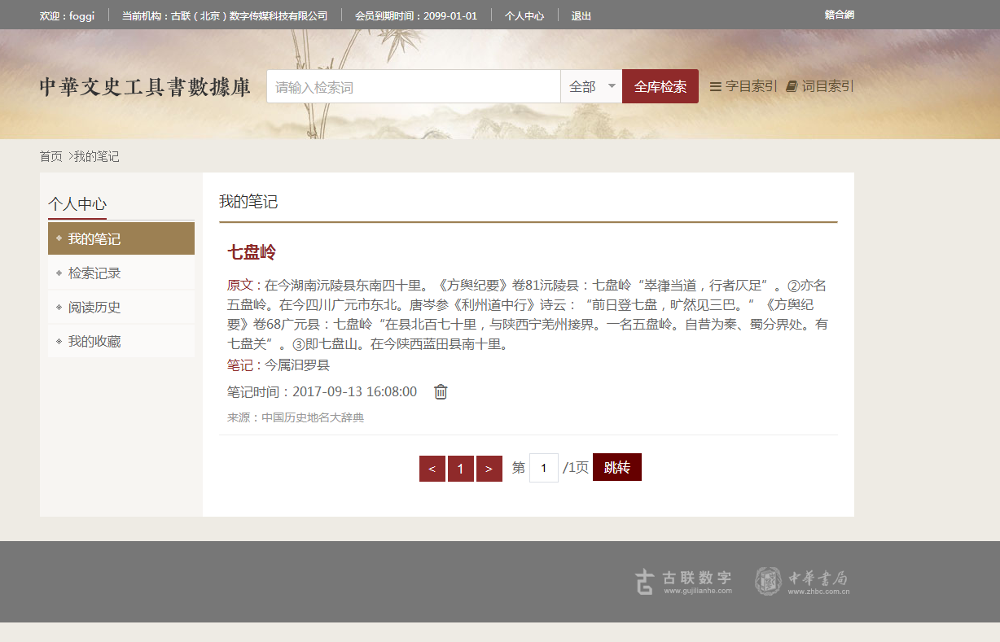 欢迎：foggi 当前机构：古联（北京）数字传媒科技有限公司 会员到期时间：2099-01-01 个人中心 退出 籍合網
中華文史工具書數據庫 请输入检索词 全部 全库检索 字目索引 词目索引
首页 >我的笔记
个人中心
我的笔记
检索记录
阅读历史
我的收藏
我的笔记
七盘岭
原文：在今湖南沅陵县东南四十里。《方舆纪要》卷81沅陵县：七盘岭“崒嵂当道，行者仄足”。②亦名
五盘岭。在今四川广元市东北。唐岑参《利州道中行》诗云：“前日登七盘，旷然见三巴。”《方舆纪
要》卷68广元县：七盘岭“在县北百七十里，与陕西宁羌州接界。一名五盘岭。自昔为秦、蜀分界处。有
七盘关”。③即七盘山。在今陕西蓝田县南十里。
笔记：今属汨罗县
笔记时间：2017-09-13 16:08:00
来源：中国历史地名大辞典
< 1 > 第 1 /1页 跳转
古联数字 中華書局
www.gujilianhe.com www.zhbc.com.cn